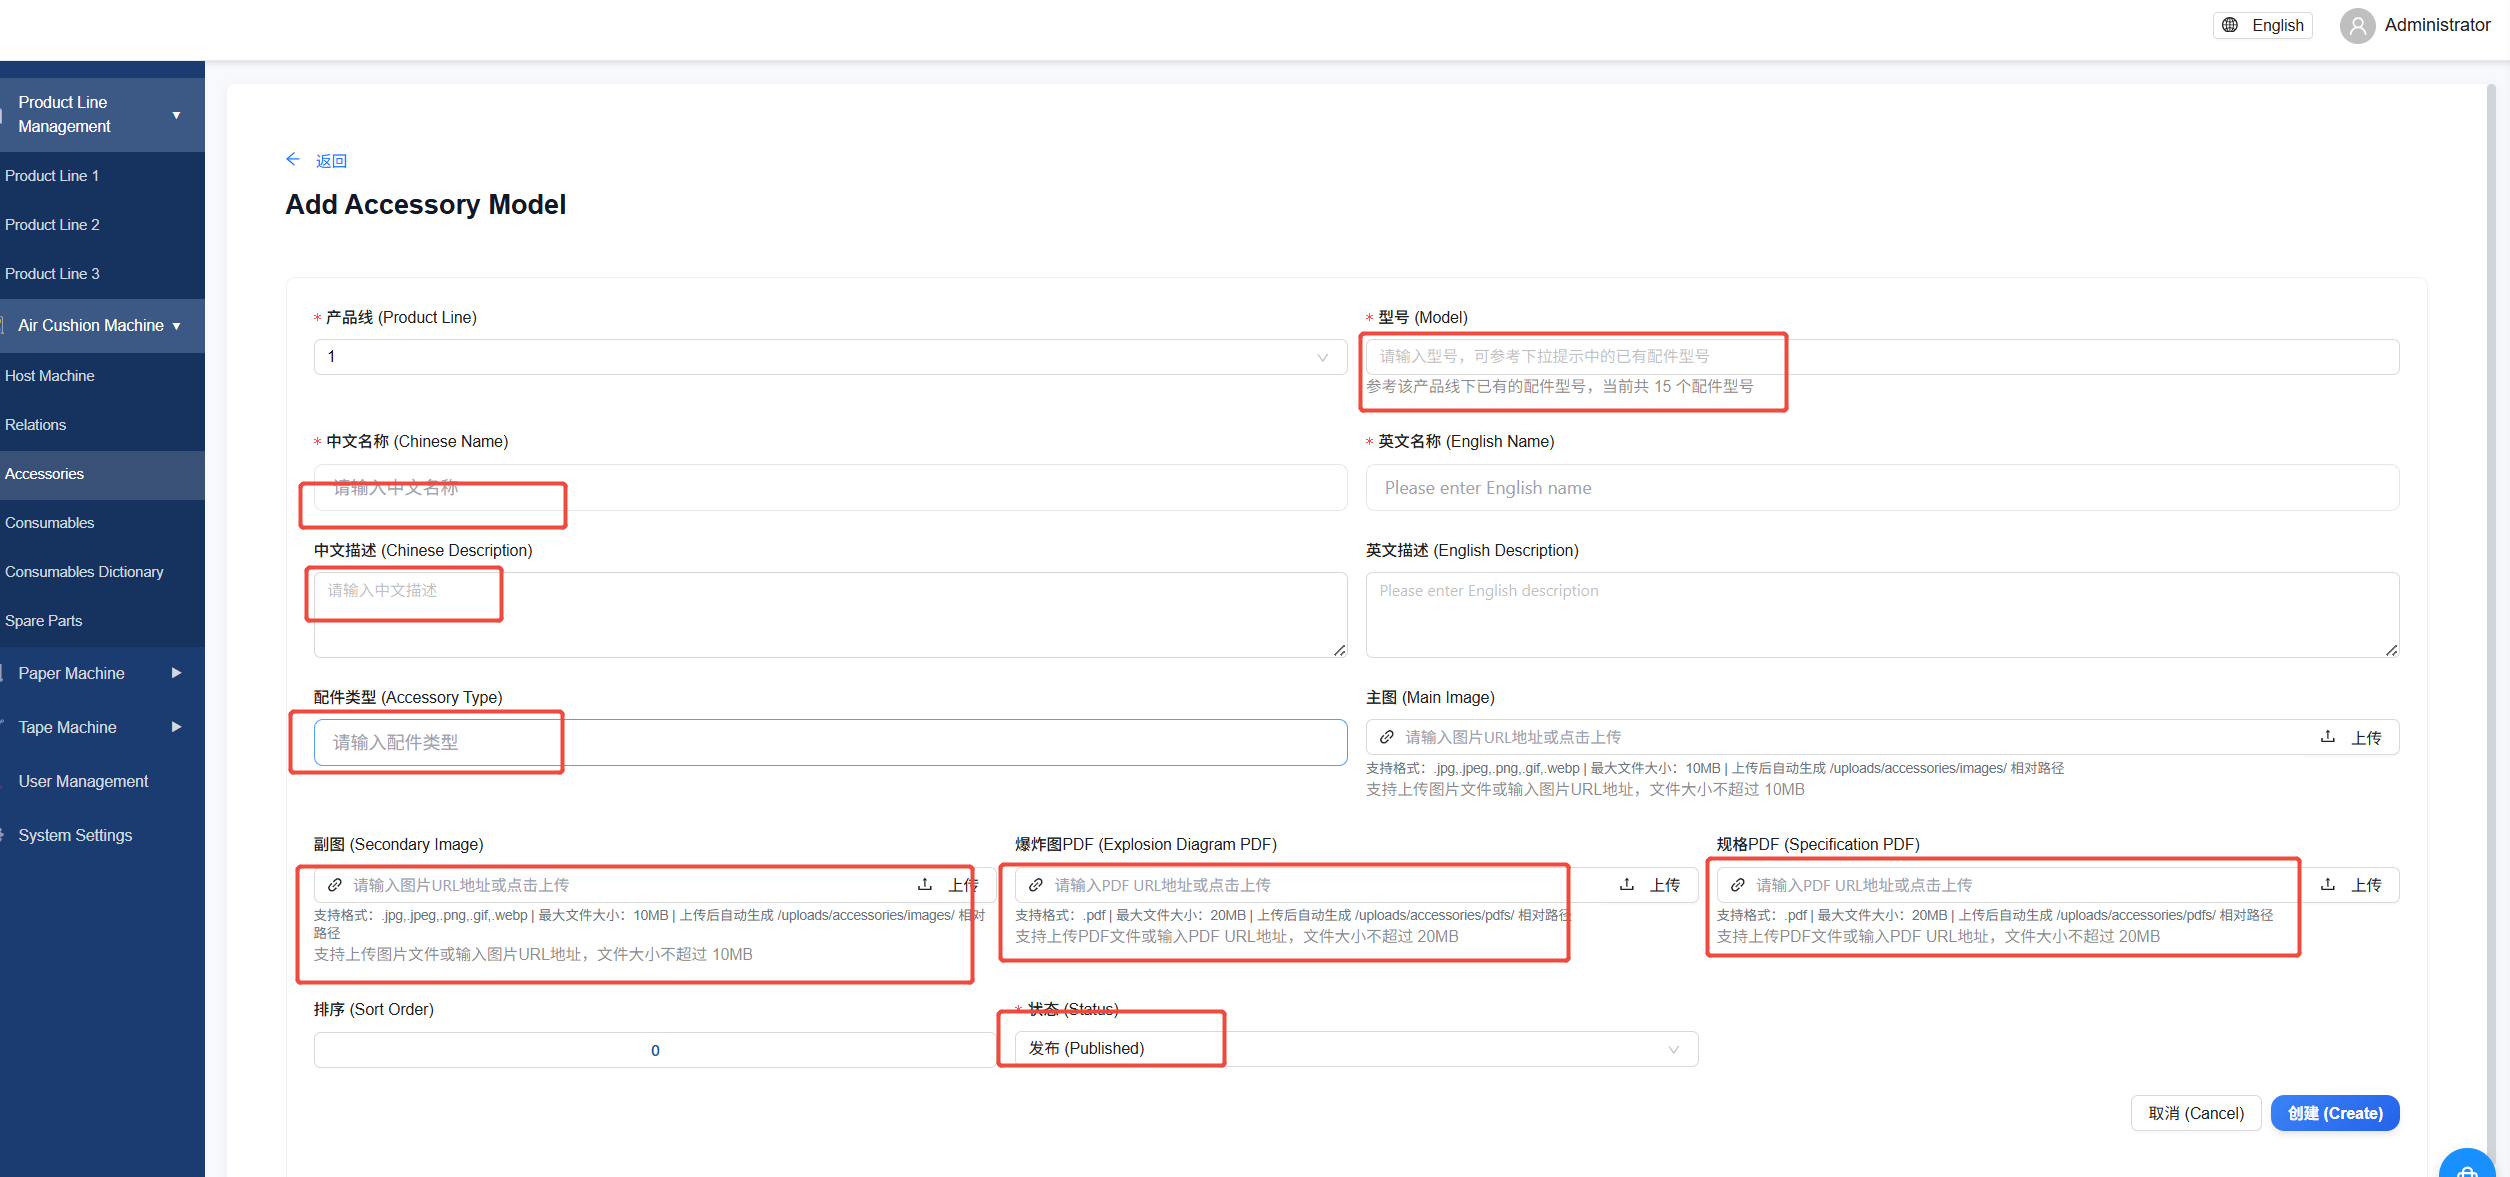 English
Administrator
Product Line
Management
▼
Product Line 1
Product Line 2
Product Line 3
Air Cushion Machine ▼
Host Machine
Relations
Accessories
Consumables
Consumables Dictionary
Spare Parts
Paper Machine ▶
Tape Machine ▶
User Management
System Settings
← 返回
Add Accessory Model
* 产品线 (Product Line)
1
* 型号 (Model)
请输入型号，可参考下拉提示中的已有配件型号
参考该产品线下已有的配件型号，当前共 15 个配件型号
* 中文名称 (Chinese Name)
请输入中文名称
* 英文名称 (English Name)
Please enter English name
中文描述 (Chinese Description)
请输入中文描述
英文描述 (English Description)
Please enter English description
配件类型 (Accessory Type)
请输入配件类型
主图 (Main Image)
请输入图片URL地址或点击上传
上传
支持格式：.jpg,.jpeg,.png,.gif,.webp | 最大文件大小：10MB | 上传后自动生成 /uploads/accessories/images/ 相对路径
支持上传图片文件或输入图片URL地址，文件大小不超过 10MB
副图 (Secondary Image)
请输入图片URL地址或点击上传
上传
支持格式：.jpg,.jpeg,.png,.gif,.webp | 最大文件大小：10MB | 上传后自动生成 /uploads/accessories/images/ 相对
路径
支持上传图片文件或输入图片URL地址，文件大小不超过 10MB
爆炸图PDF (Explosion Diagram PDF)
请输入PDF URL地址或点击上传
上传
支持格式：.pdf | 最大文件大小：20MB | 上传后自动生成 /uploads/accessories/pdfs/ 相对路径
支持上传PDF文件或输入PDF URL地址，文件大小不超过 20MB
规格PDF (Specification PDF)
请输入PDF URL地址或点击上传
上传
支持格式：.pdf | 最大文件大小：20MB | 上传后自动生成 /uploads/accessories/pdfs/ 相对路径
支持上传PDF文件或输入PDF URL地址，文件大小不超过 20MB
排序 (Sort Order)
0
* 状态 (Status)
发布 (Published)
取消 (Cancel)
创建 (Create)